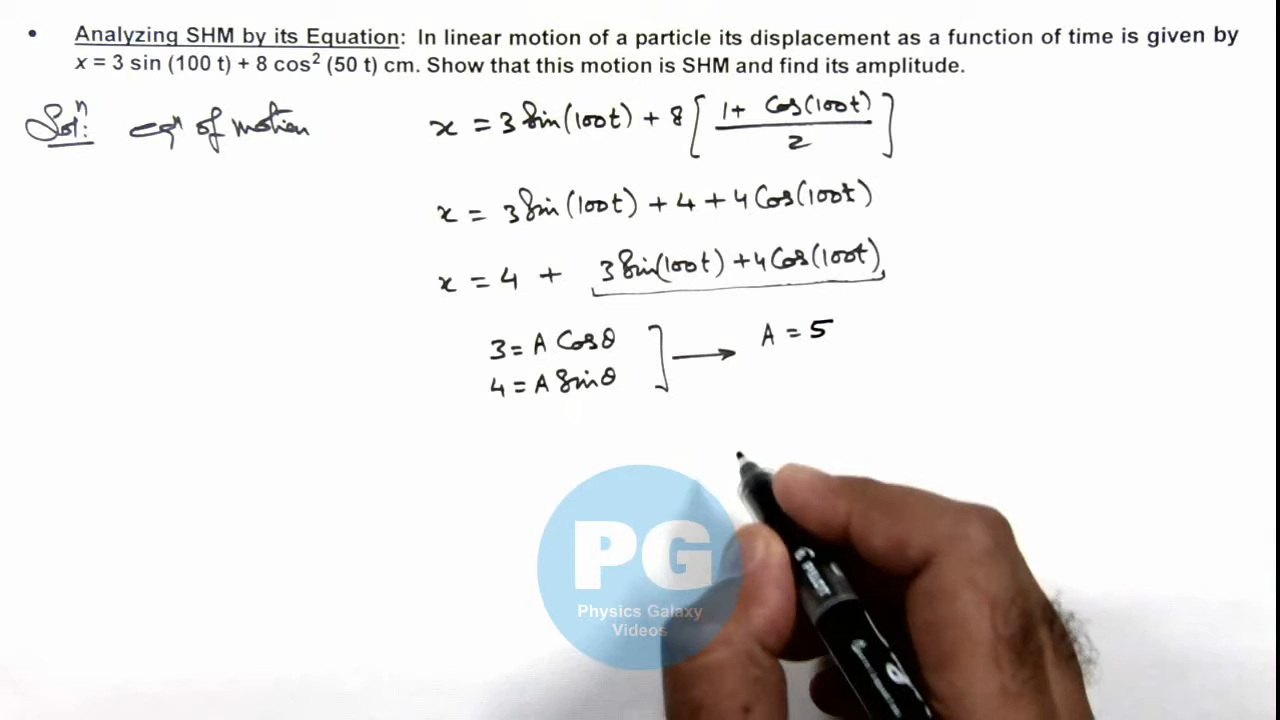 • Analyzing SHM by its Equation: In linear motion of a particle its displacement as a function of time is given by
x = 3 sin (100 t) + 8 cos² (50 t) cm. Show that this motion is SHM and find its amplitude.
Solⁿ: eqⁿ of motion x = 3 Sin(100t) + 8 [ (1 + Cos(100t)) / 2 ]
x = 3 Sin(100t) + 4 + 4 Cos(100t)
x = 4 + 3 Sin(100t) + 4 Cos(100t)
3 = A Cosθ
4 = A Sinθ ] → A = 5
PG
Physics Galaxy
Videos
PILOT